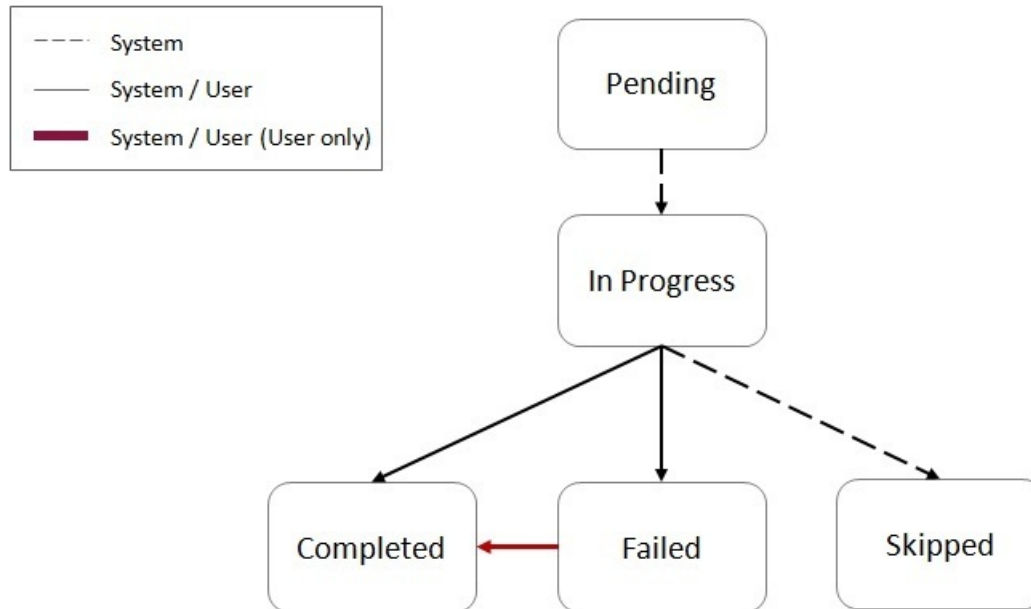 System
System / User
System / User (User only)
Pending
In Progress
Completed
Failed
Skipped